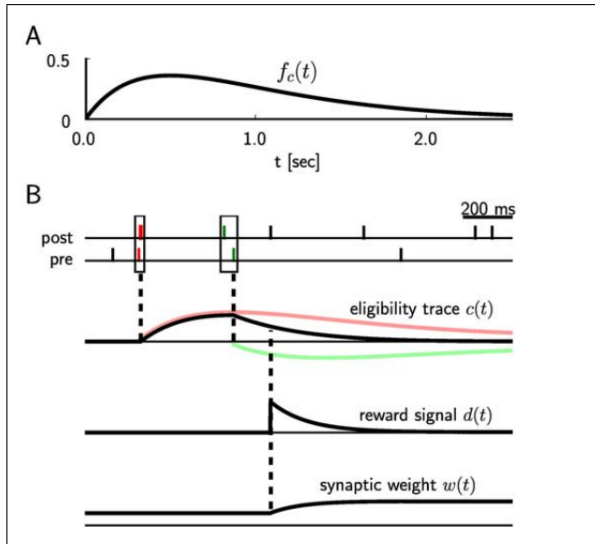 A
0.5
f_c(t)
0
0.0 1.0 2.0
t [sec]
B
200 ms
post
pre
eligibility trace c(t)
reward signal d(t)
synaptic weight w(t)